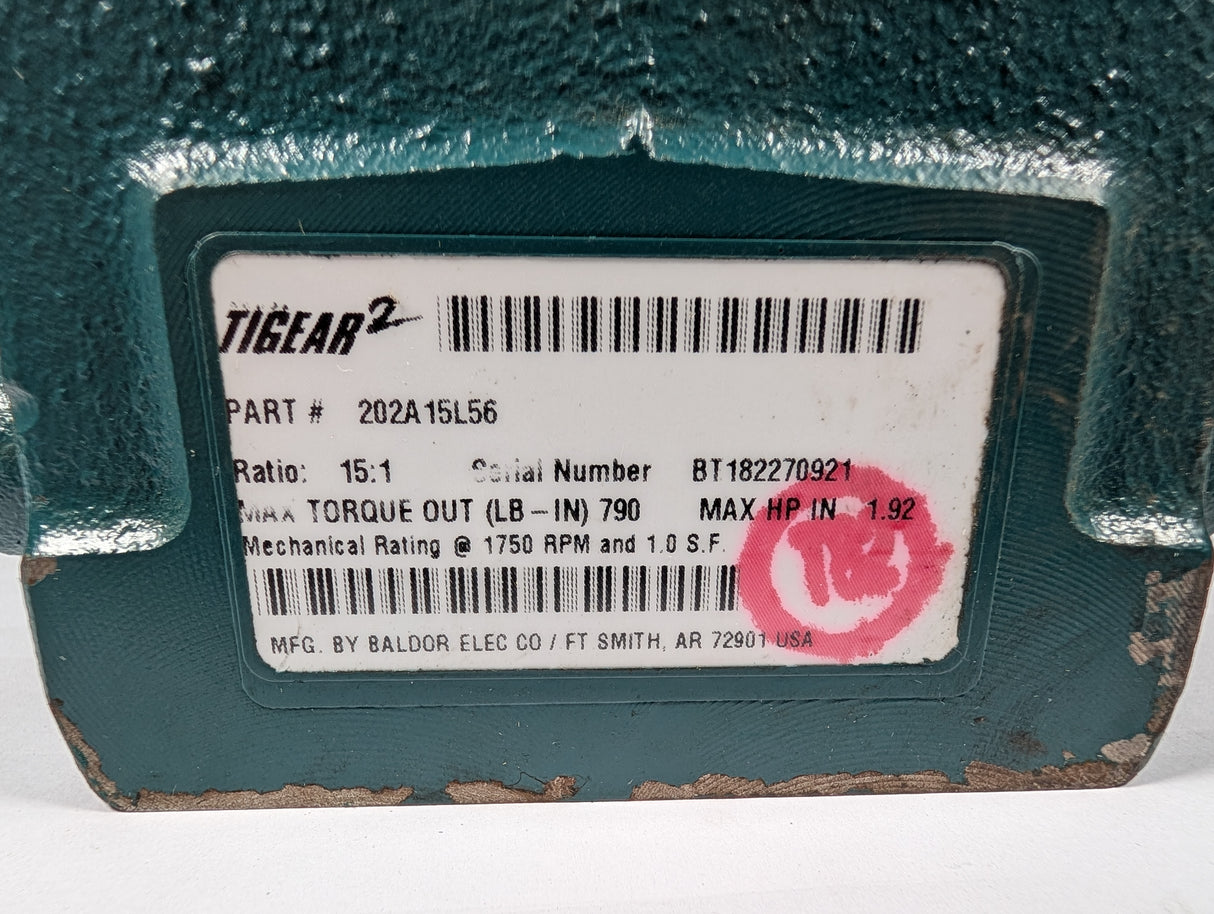 TIGEAR2
PART # 202A15L56
Ratio: 15:1 Serial Number BT182270921
MAX TORQUE OUT (LB-IN) 790 MAX HP IN 1.92
Mechanical Rating @ 1750 RPM and 1.0 S.F.
MFG. BY BALDOR ELEC CO / FT SMITH, AR 72901 USA